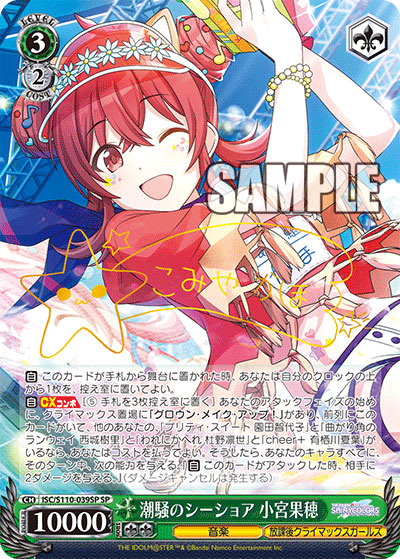 LEVEL
3
2
COST
SAMPLE
こみやかほ
自 このカードが手札から舞台に置かれた時、あなたは自分のクロックの上
から1枚を、控え室に置いてよい。
自 CXコンボ [⑤ 手札を3枚控え室に置く] あなたのアタックフェイズの始め
に、クライマックス置場に「グロウン・メイク・アップ!」があり、前列にこの
カードがいて、他のあなたの、「プリティ・スイート 園田智代子」と「曲がり角の
ランウェイ 西城樹里」と「われにかへれ 杜野凛世」と「cheer+ 有栖川夏葉」が
いるなら、あなたはコストを払ってよい。そうしたら、あなたのキャラすべてに、
そのターン中、次の能力を与える。『自 このカードがアタックした時、相手に
2ダメージを与える。』(ダメージキャンセルは発生する)
ISC/S110-039SP SP
潮騒のシーショア 小宮果穂
SHINYCOLORS
10000
音楽
放課後クライマックスガールズ
THE IDOLM@STER™& ©Bandai Namco Entertainment Inc.